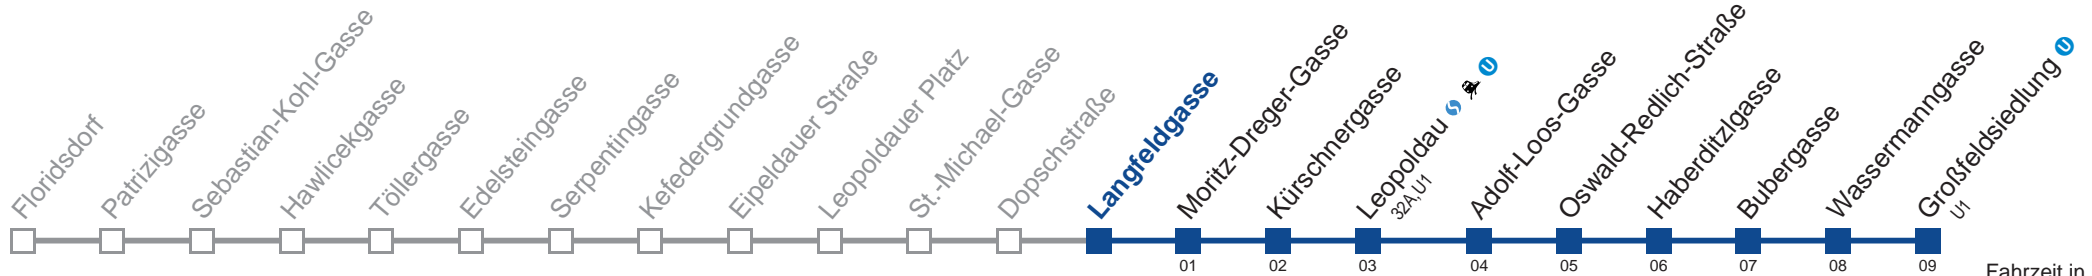 Floridsdorf
Patrizigasse
Sebastian-Kohl-Gasse
Hawlicekgasse
Töllergasse
Edelsteingasse
Serpentingasse
Kefedergrundgasse
Eipeldauer Straße
Leopoldauer Platz
St.-Michael-Gasse
Dopschstraße
Langfeldgasse
Moritz-Dreger-Gasse
Kürschnergasse
Leopoldau S U
32A,U1
Adolf-Loos-Gasse
Oswald-Redlich-Straße
Haberditzlgasse
Bubergasse
Wassermanngasse
Großfeldsiedlung U
U1
01 02 03 04 05 06 07 08 09
Fahrzeit in